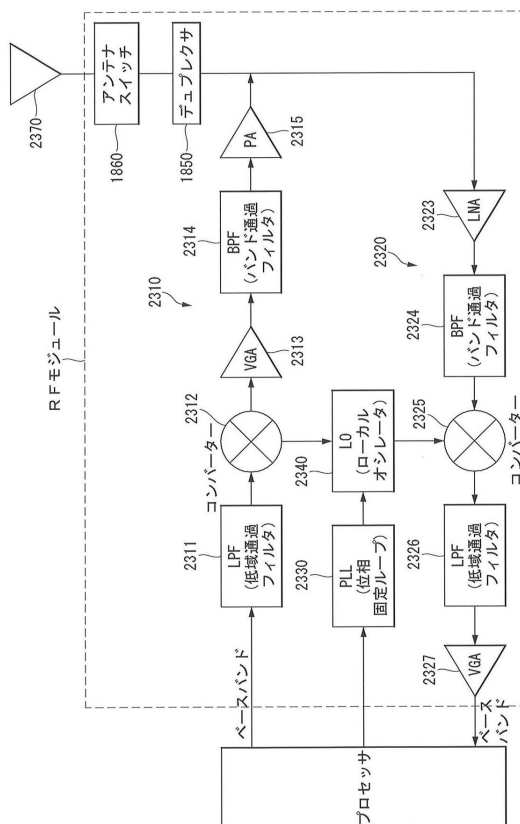 RFモジュール
2370
アンテナ
スイッチ
1860
デュプレクサ
1850
ベースバンド
LPF
(低域通過
フィルタ)
2311
コンバーター
2312
VGA
2313
2310
BPF
(バンド通過
フィルタ)
2314
PA
2315
プロセッサ
PLL
(位相
固定ループ)
2330
LO
(ローカル
オシレータ)
2340
ベース
バンド
VGA
2327
LPF
(低域通過
フィルタ)
2326
コンバーター
2325
BPF
(バンド通過
フィルタ)
2324
2320
LNA
2323